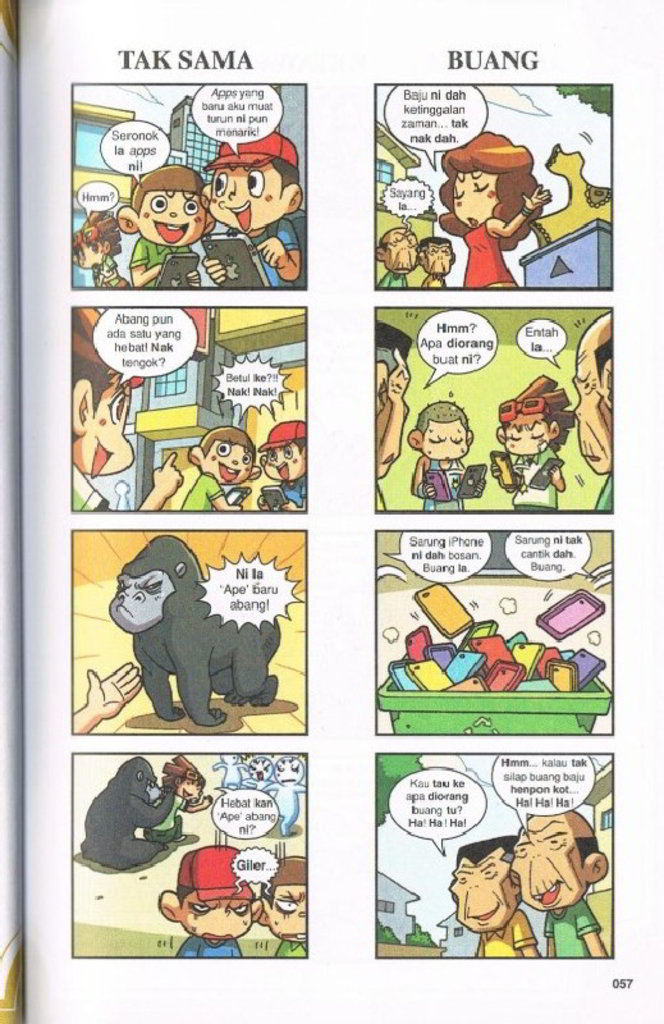 TAK SAMA
Apps yang
baru aku muat
turun ni pun
menarik!
Seronok
la apps
ni!
Hmm?
Abang pun
ada satu yang
hebat! Nak
tengok?
Betul ke?!!
Nak! Nak!
Ni la
'Ape' baru
abang!
Hebat kan
'Ape' abang
ni?
Giler...
BUANG
Baju ni dah
ketinggalan
zaman... tak
nak dah.
Sayang
la...
Hmm?
Apa diorang
buat ni?
Entah
la...
Sarung iPhone
ni dah bosan.
Buang la.
Sarung ni tak
cantik dah.
Buang.
Kau tau ke
apa diorang
buang tu?
Ha! Ha! Ha!
Hmm... kalau tak
silap buang baju
henpon kot...
Ha! Ha! Ha!
057